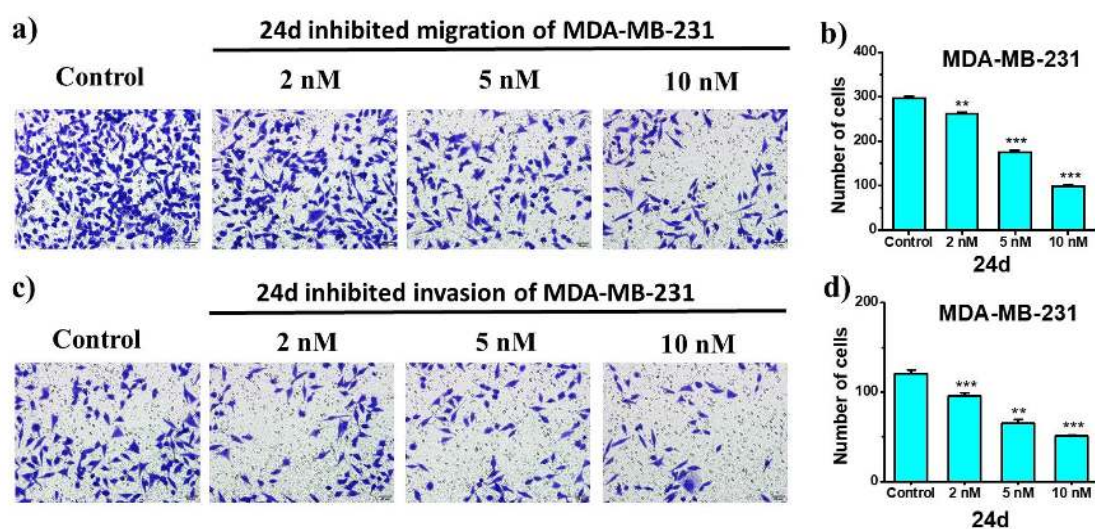 a)
24d inhibited migration of MDA-MB-231
Control
2 nM
5 nM
10 nM
b)
MDA-MB-231
Number of cells
400
300
200
100
0
**
***
***
Control
2 nM
5 nM
10 nM
24d
c)
24d inhibited invasion of MDA-MB-231
Control
2 nM
5 nM
10 nM
d)
MDA-MB-231
Number of cells
200
100
0
***
**
***
Control
2 nM
5 nM
10 nM
24d